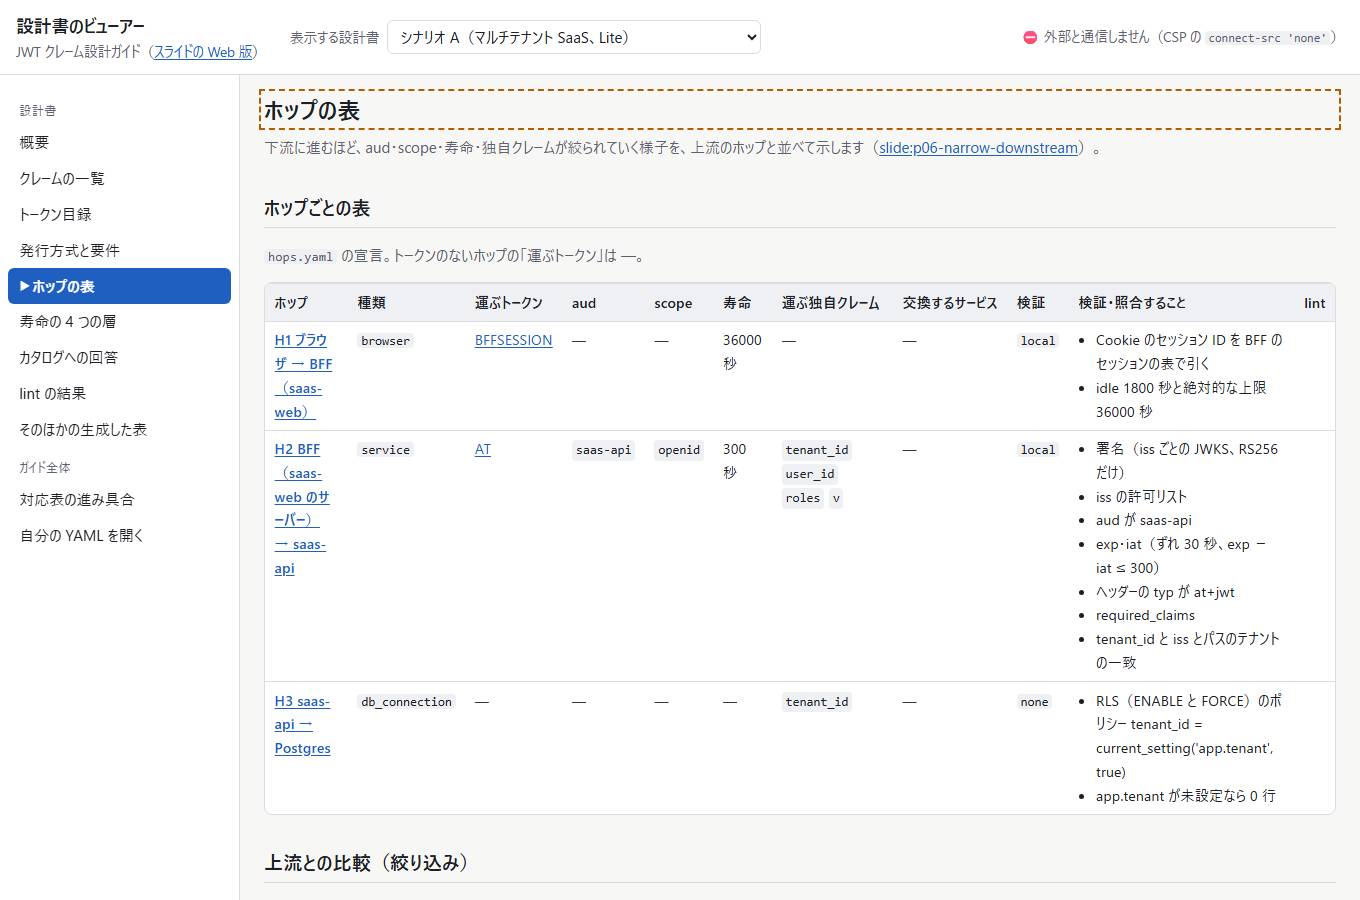 設計書のビューアー
JWT クレーム設計ガイド（スライドの Web 版）
表示する設計書
シナリオ A（マルチテナント SaaS、Lite）
外部と通信しません（CSP の connect-src 'none'）
設計書
概要
クレームの一覧
トークン目録
発行方式と要件
▶ホップの表
寿命の 4 つの層
カタログへの回答
lint の結果
そのほかの生成した表
ガイド全体
対応表の進み具合
自分の YAML を開く
ホップの表
下流に進むほど、aud・scope・寿命・独自クレームが絞られていく様子を、上流のホップと並べて示します（slide:p06-narrow-downstream）。
ホップごとの表
hops.yaml の宣言。トークンのないホップの「運ぶトークン」は —。
ホップ 種類 運ぶトークン aud scope 寿命 運ぶ独自クレーム 交換するサービス 検証 検証・照合すること lint
H1 ブラウ
ザ → BFF
（saas-
web）
browser
BFFSESSION
—
—
36000
秒
—
—
local
• Cookie のセッション ID を BFF の
セッションの表で引く
• idle 1800 秒と絶対的な上限
36000 秒
H2 BFF
（saas-
web のサ
ーバー）
→ saas-
api
service
AT
saas-api
openid
300
秒
tenant_id
user_id
roles v
—
local
• 署名（iss ごとの JWKS、RS256
だけ）
• iss の許可リスト
• aud が saas-api
• exp・iat（ずれ 30 秒、exp −
iat ≤ 300）
• ヘッダーの typ が at+jwt
• required_claims
• tenant_id と iss とパスのテナント
の一致
H3 saas-
api →
Postgres
db_connection
—
—
—
—
tenant_id
—
none
• RLS（ENABLE と FORCE）のポ
リシー tenant_id =
current_setting('app.tenant',
true)
• app.tenant が未設定なら 0 行
上流との比較（絞り込み）